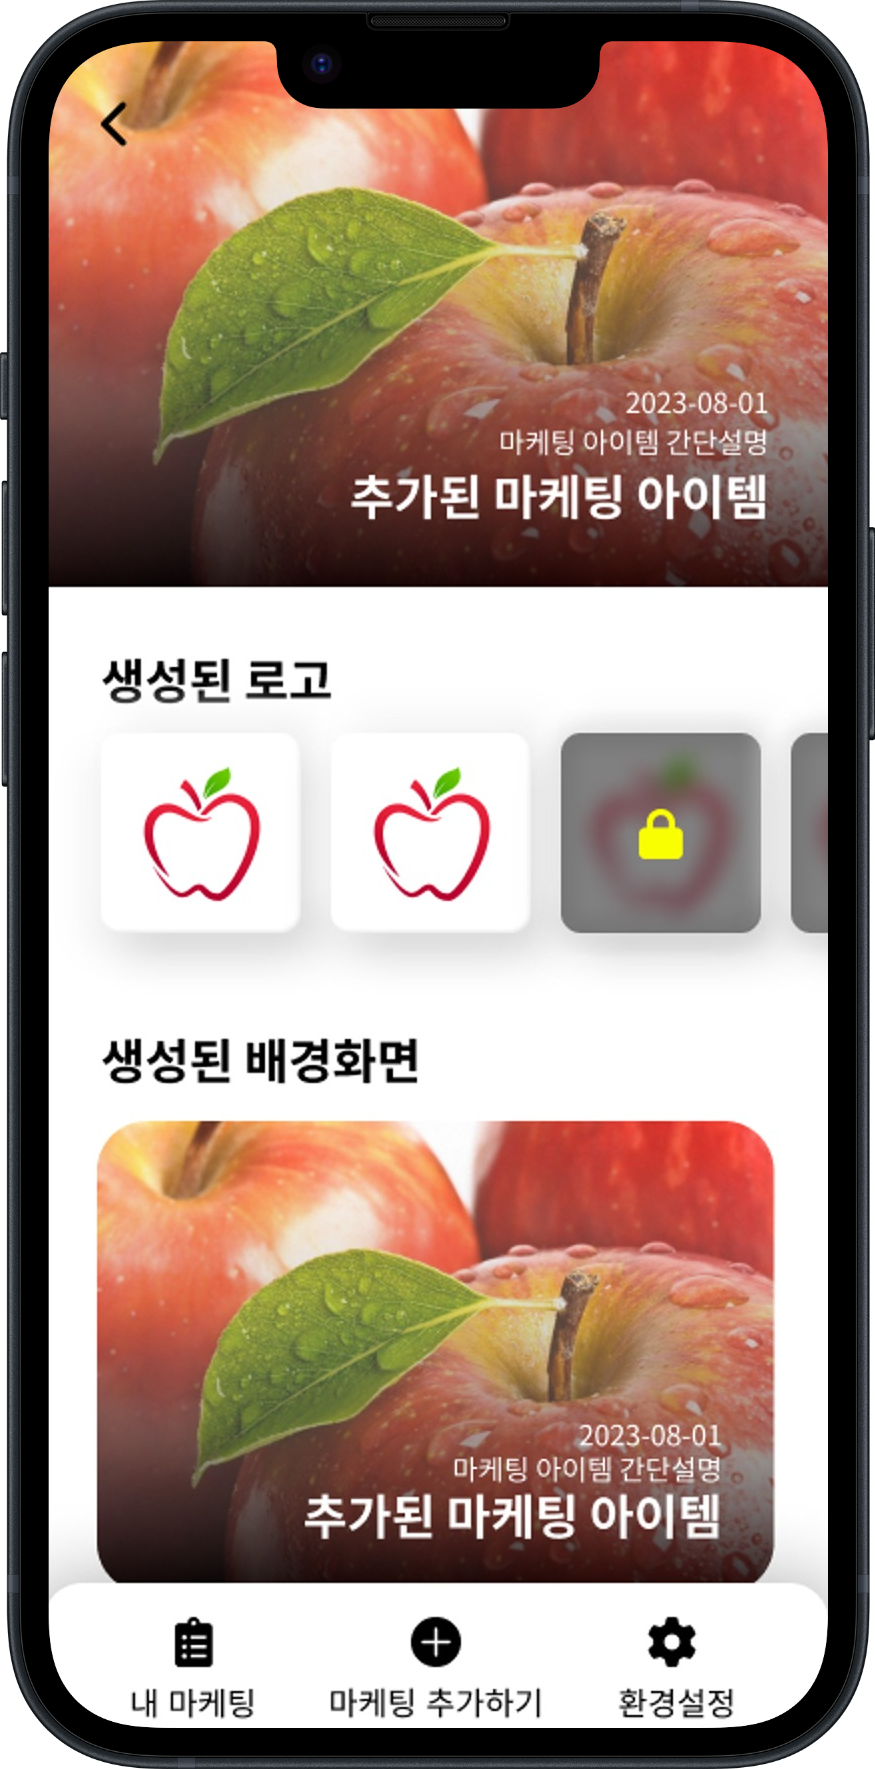 2023-08-01
마케팅 아이템 간단설명
추가된 마케팅 아이템
생성된 로고
생성된 배경화면
2023-08-01
마케팅 아이템 간단설명
추가된 마케팅 아이템
내 마케팅
마케팅 추가하기
환경설정